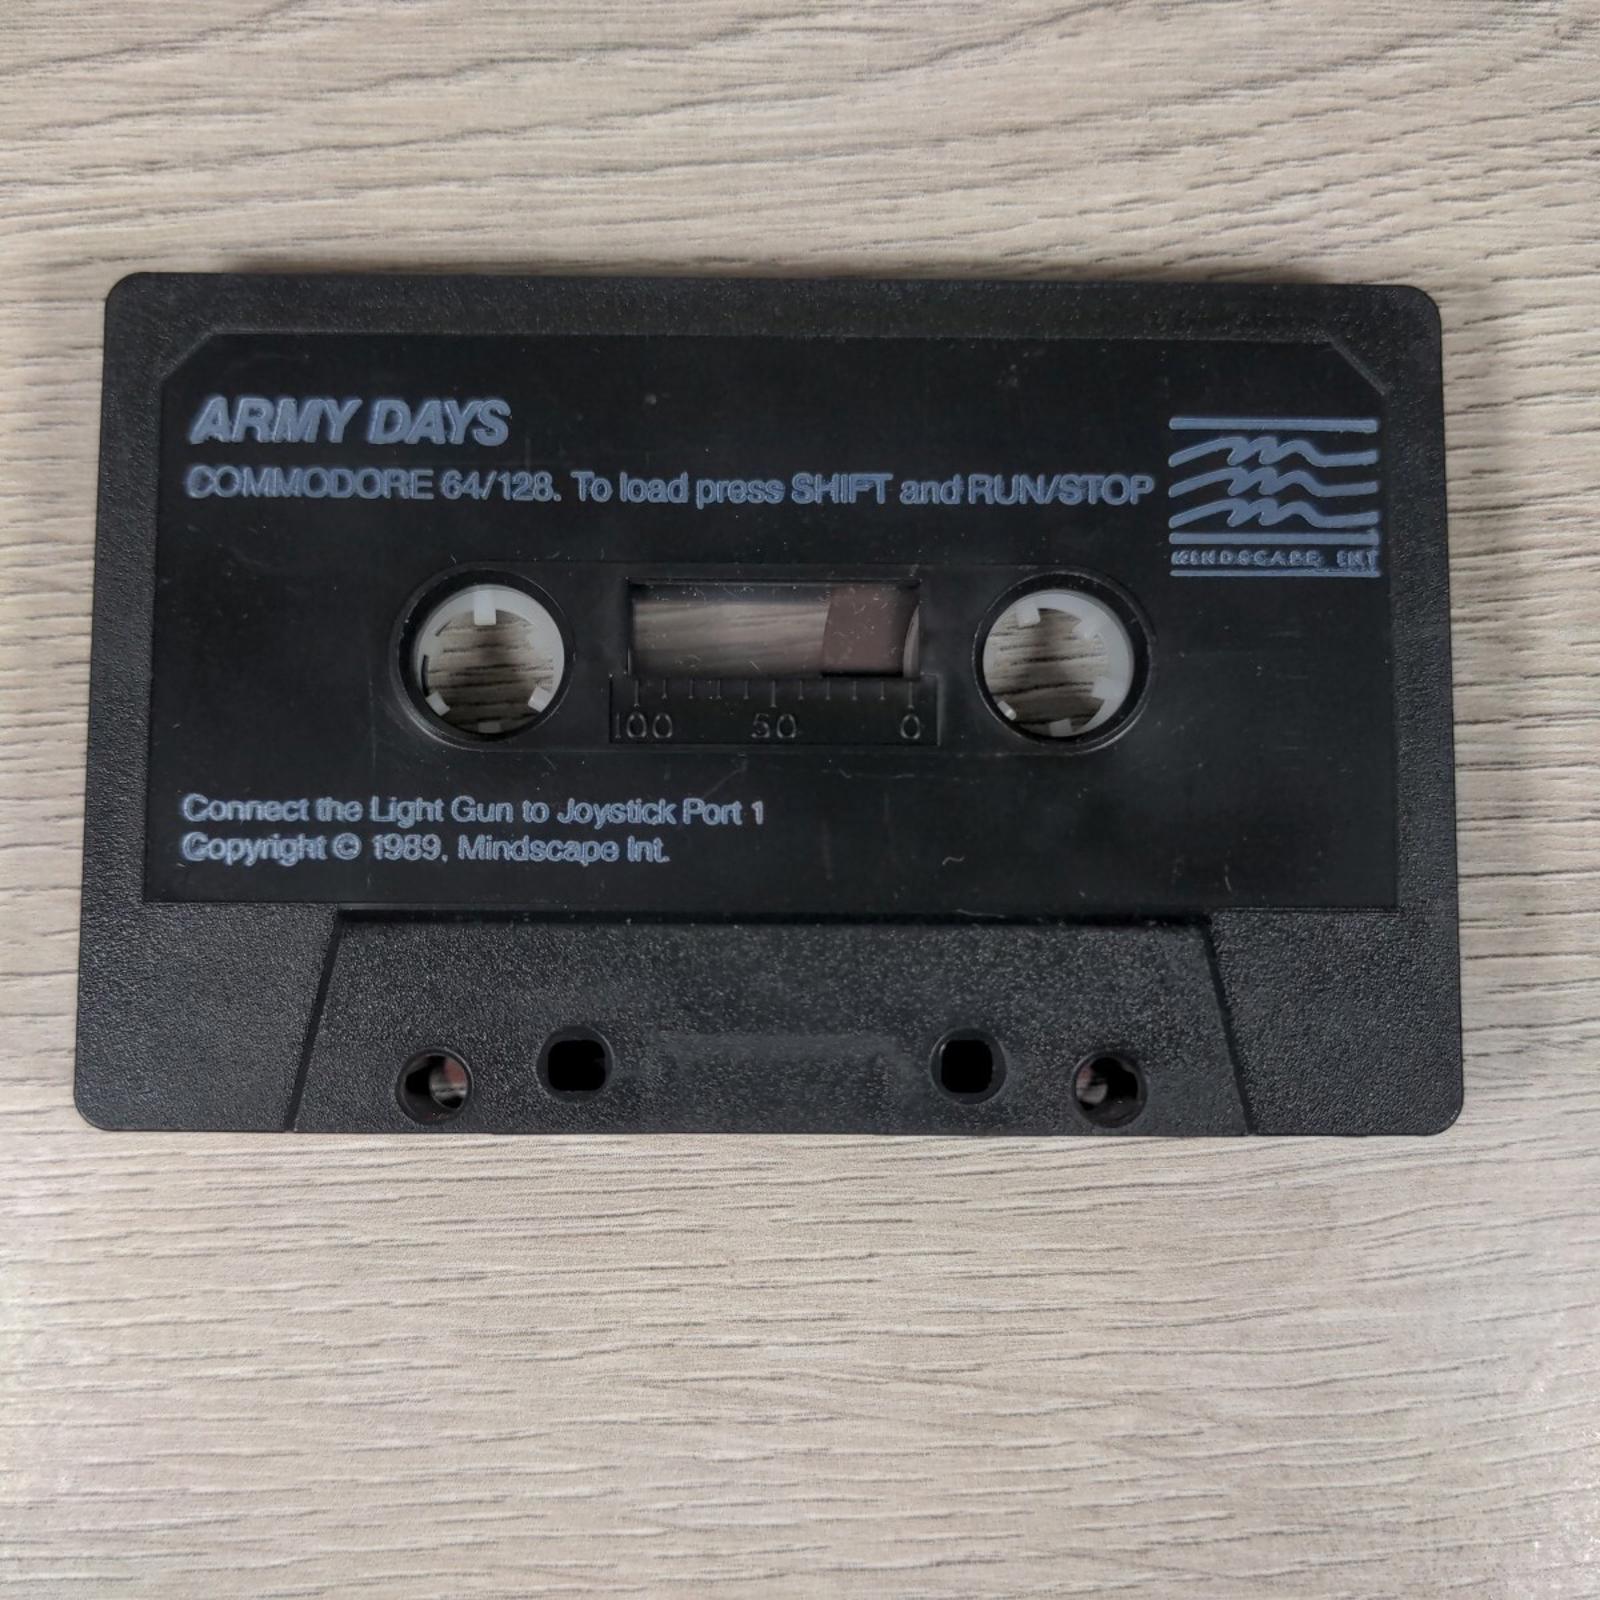 ARMY DAYS
COMMODORE 64/128. To load press SHIFT and RUN/STOP
MINDSCAPE INT
100 50 0
Connect the Light Gun to Joystick Port 1
Copyright © 1989, Mindscape Int.